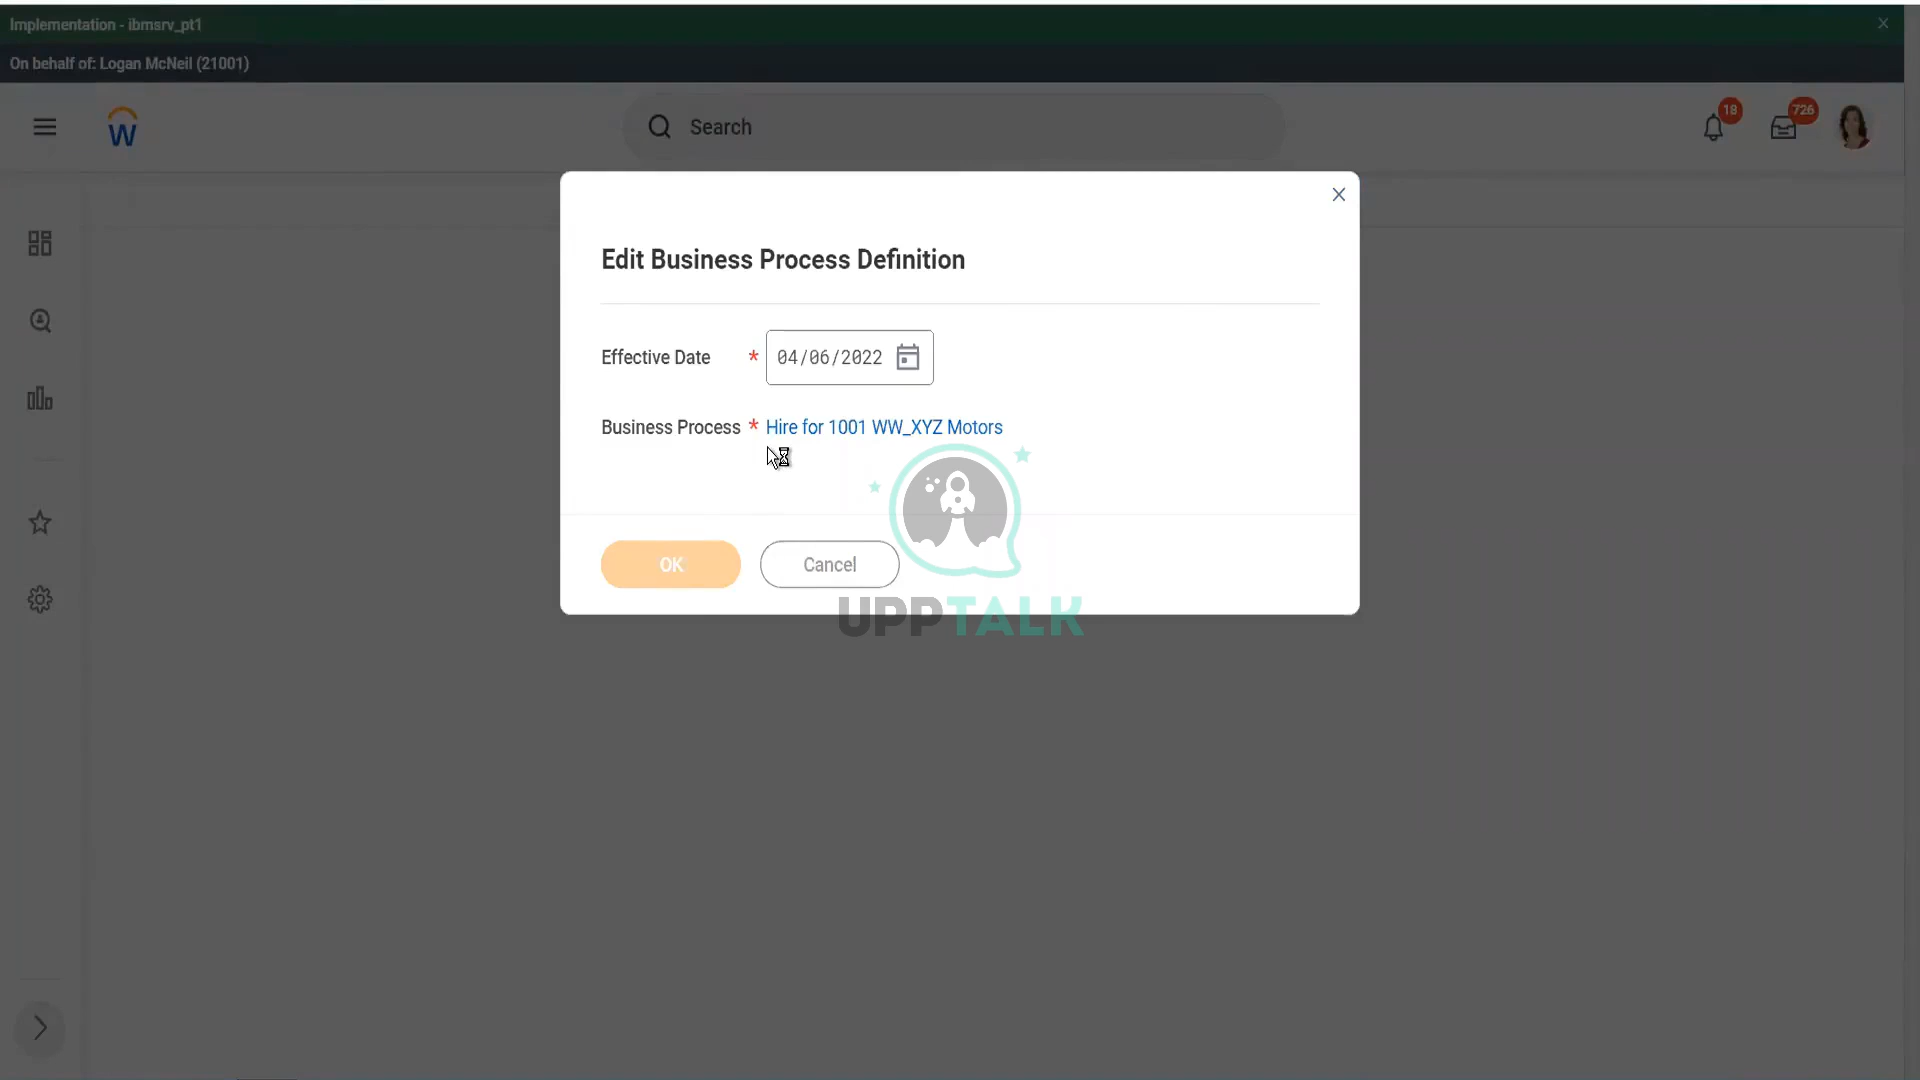 Implementation - ibmsrv_pt1
On behalf of: Logan McNeil (21001)
W
Search
18
726
Edit Business Process Definition
Effective Date * 04/06/2022
Business Process * Hire for 1001 WW_XYZ Motors
OK
Cancel
UPPTALK